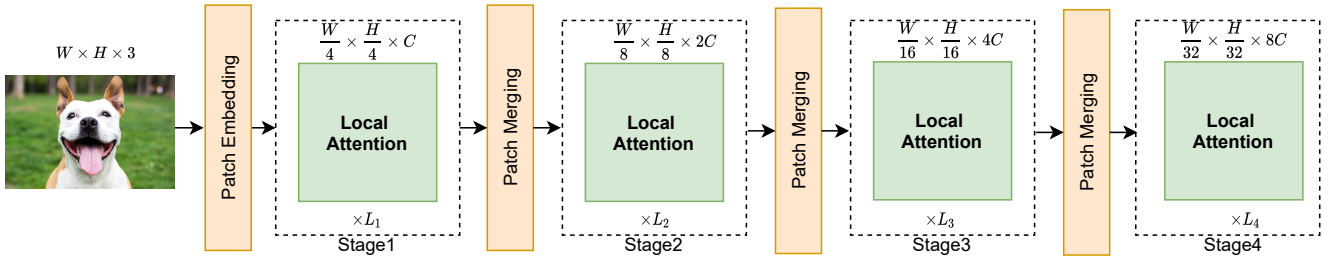 W × H × 3
Patch Embedding
W/4 × H/4 × C
Local
Attention
×L₁
Stage1
Patch Merging
W/8 × H/8 × 2C
Local
Attention
×L₂
Stage2
Patch Merging
W/16 × H/16 × 4C
Local
Attention
×L₃
Stage3
Patch Merging
W/32 × H/32 × 8C
Local
Attention
×L₄
Stage4